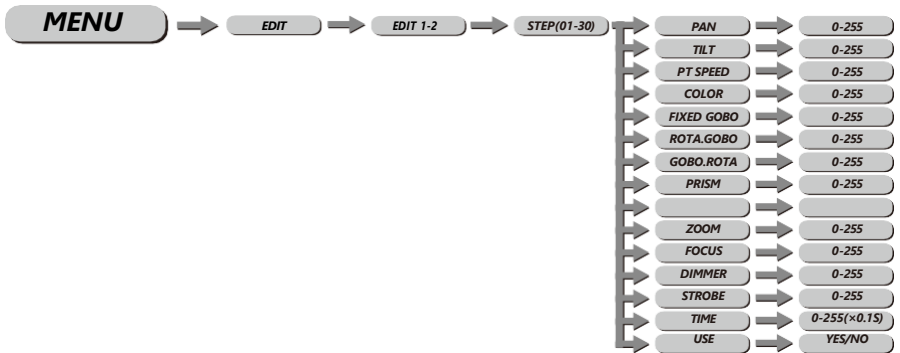 MENU EDIT EDIT 1-2 STEP(01-30) PAN 0-255
TILT 0-255
PT SPEED 0-255
COLOR 0-255
FIXED GOBO 0-255
ROTA.GOBO 0-255
GOBO.ROTA 0-255
PRISM 0-255
ZOOM 0-255
FOCUS 0-255
DIMMER 0-255
STROBE 0-255
TIME 0-255(×0.1S)
USE YES/NO